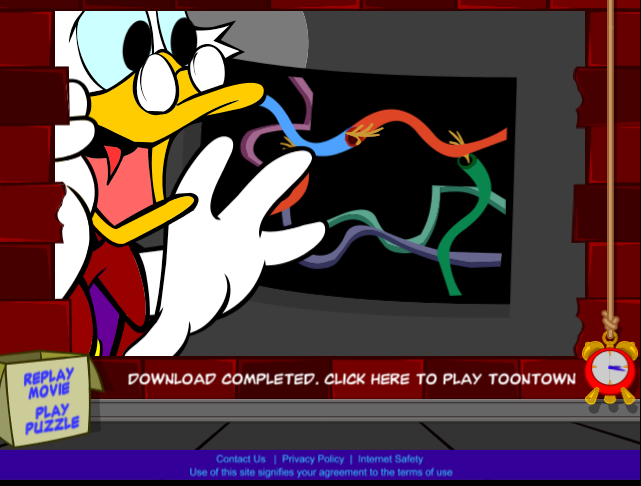 DOWNLOAD COMPLETED. CLICK HERE TO PLAY TOONTOWN
REPLAY
MOVIE
PLAY
PUZZLE
Contact Us | Privacy Policy | Internet Safety
Use of this site signifies your agreement to the terms of use